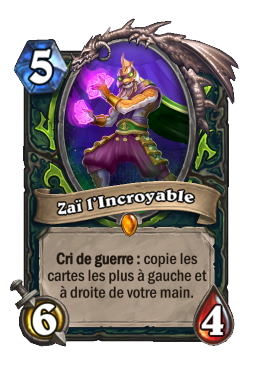 5
Zaï l'Incroyable
Cri de guerre : copie les
cartes les plus à gauche et
à droite de votre main.
6
4